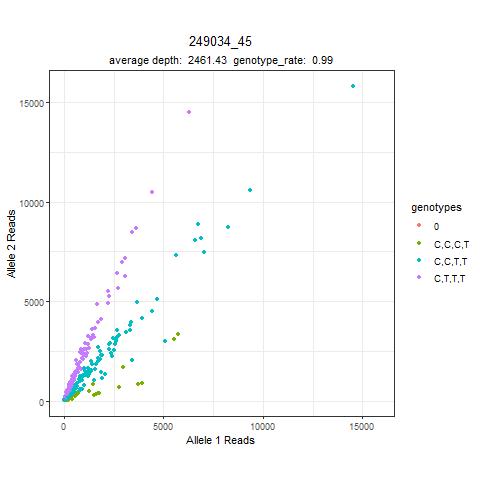 249034_45
average depth:  2461.43  genotype_rate:  0.99
15000
10000
5000
0
Allele 2 Reads
0 5000 10000 15000
Allele 1 Reads
genotypes
0
C,C,C,T
C,C,T,T
C,T,T,T